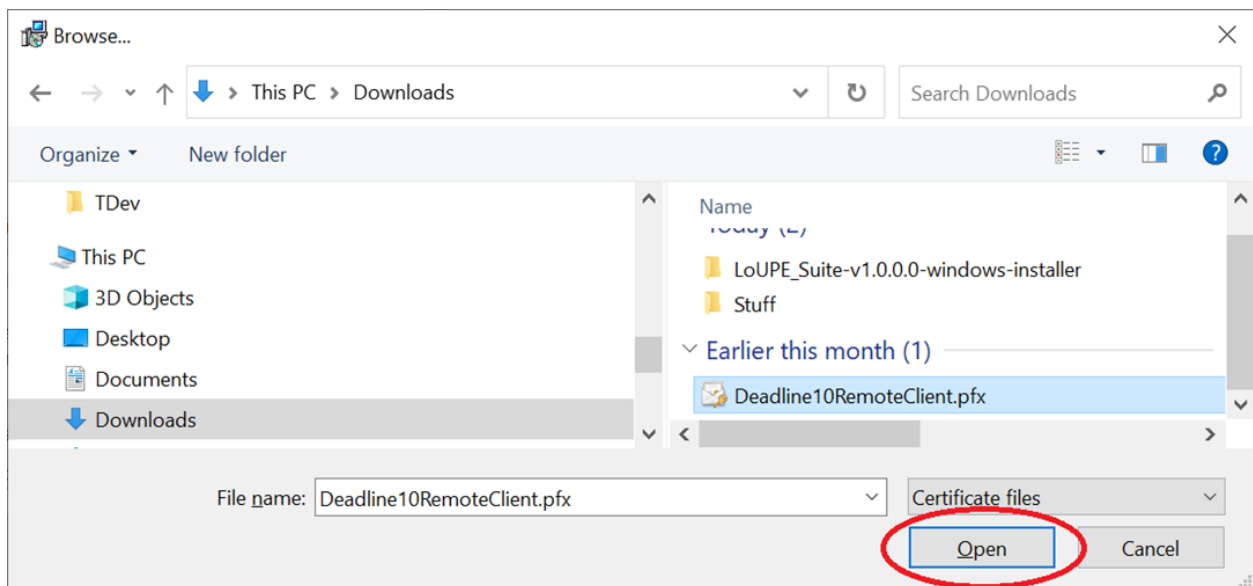 Browse...
This PC > Downloads
Search Downloads
Organize
New folder
?
TDev
This PC
3D Objects
Desktop
Documents
Downloads
Name
Today (2)
LoUPE_Suite-v1.0.0.0-windows-installer
Stuff
Earlier this month (1)
Deadline10RemoteClient.pfx
File name: Deadline10RemoteClient.pfx
Certificate files
Open
Cancel